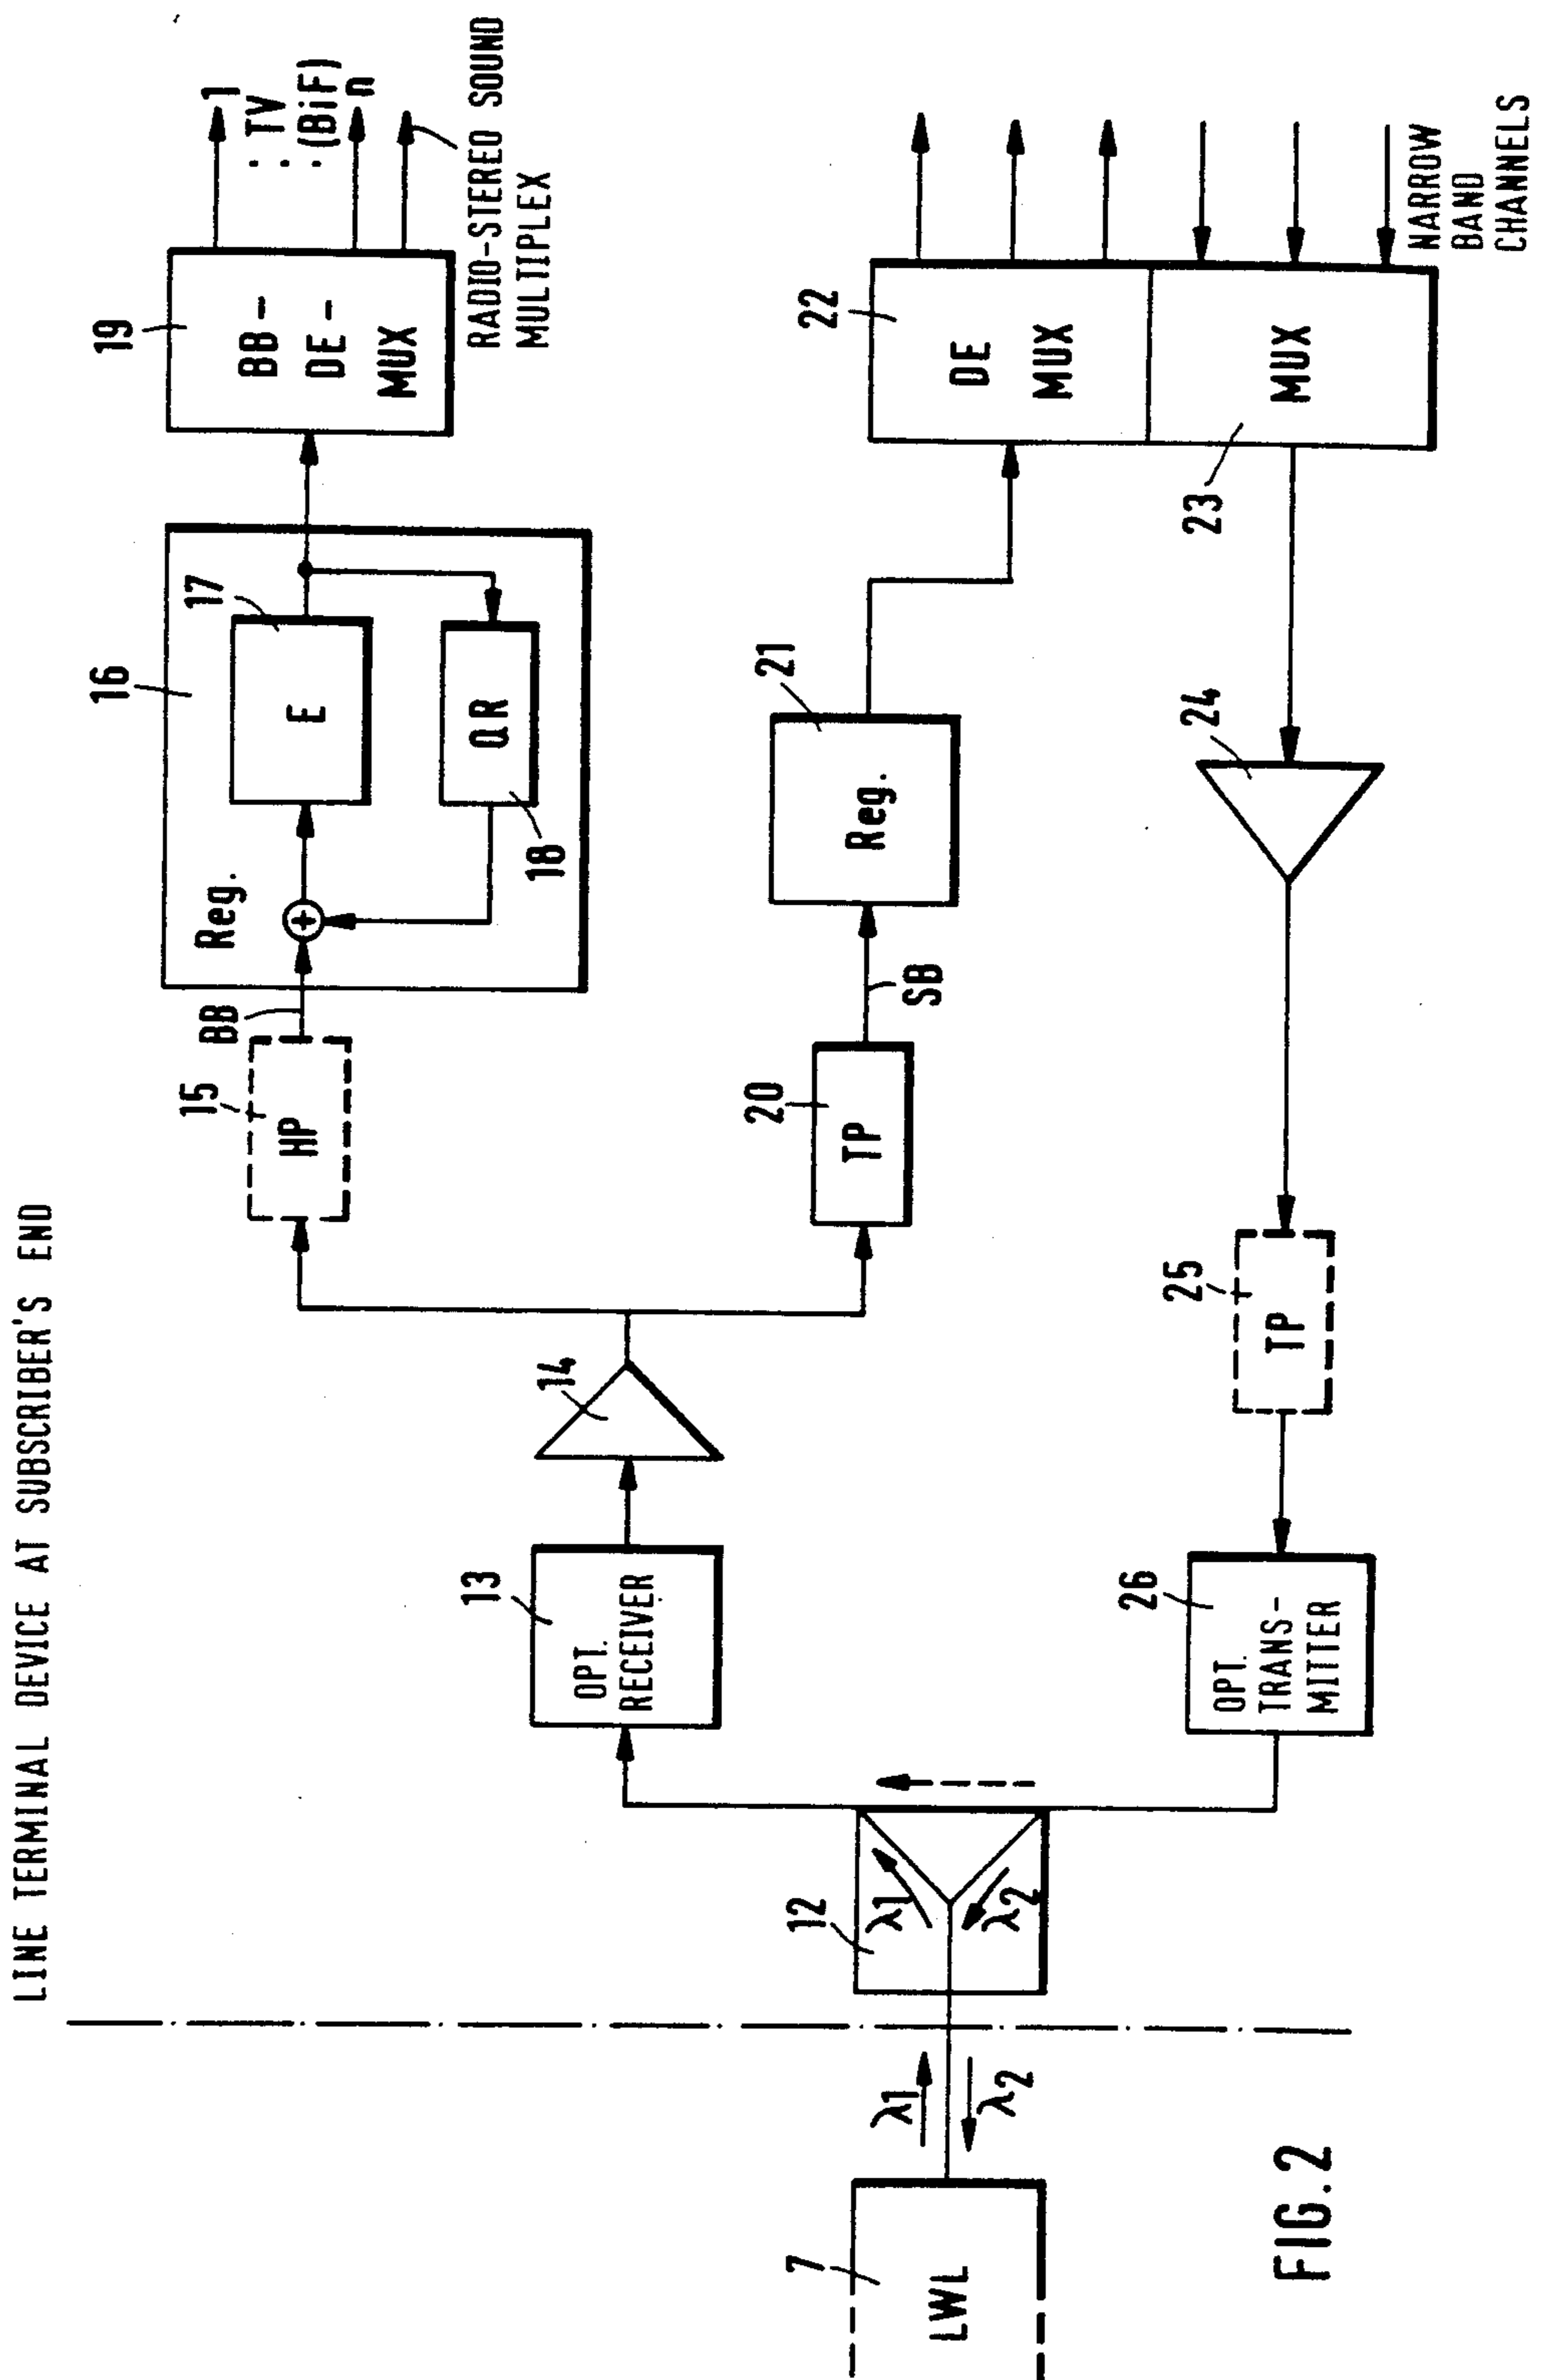 LINE TERMINAL DEVICE AT SUBSCRIBER'S END
7
LWL
λ1
λ2
12
λ1
λ2
13
OPT.
RECEIVER
14
15
HP
BB
16
Reg.
+
17
E
18
QR
19
BB-
DE-
MUX
1
: TV
. (BiF)
n
RADIO-STEREO SOUND
MULTIPLEX
20
TP
SB
21
Reg.
22
DE
MUX
23
MUX
NARROW
BAND
CHANNELS
24
25
TP
26
OPT.
TRANS-
MITTER
FIG.2